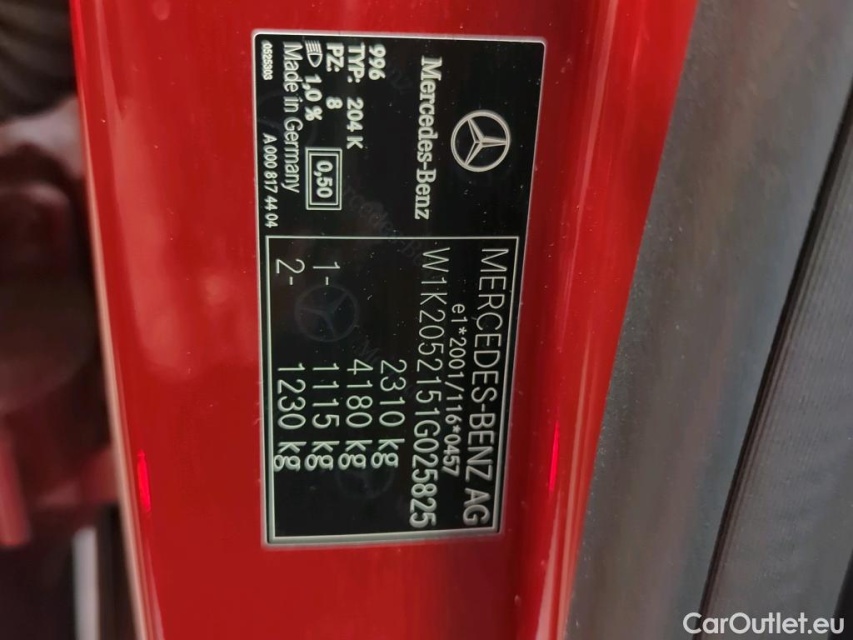 Mercedes-Benz
996
TYP: 204 K
PZ: 8 0,50
1,0 %
Made in Germany
0525303 A 000 817 44 04
MERCEDES-BENZ AG
e1*2001/116*0457
W1K2052151G025825
2310 kg
4180 kg
1- 1115 kg
2- 1230 kg
CarOutlet.eu